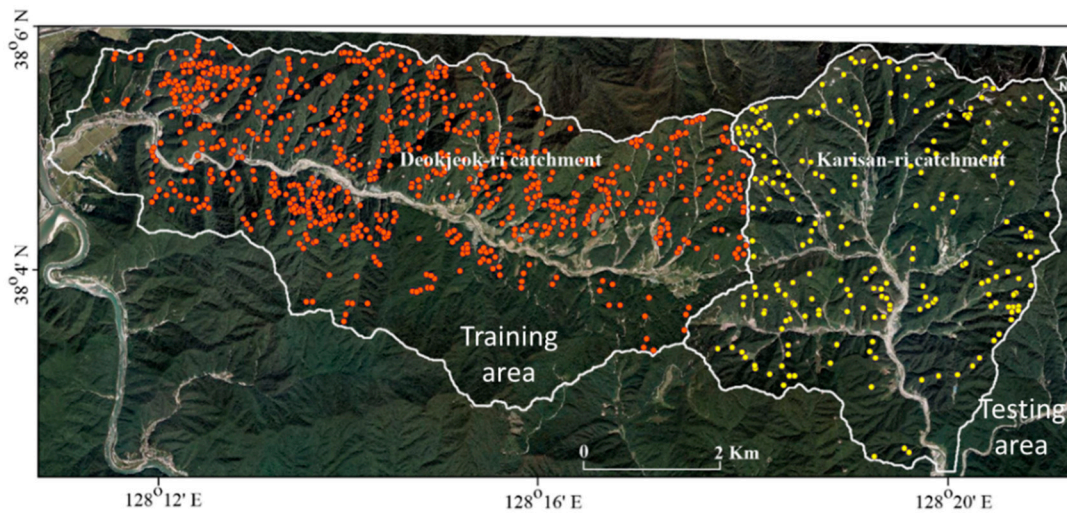 38°6' N
N
Deokjeok-ri catchment
Karisan-ri catchment
38°4' N
Training
area
Testing
area
0 2 Km
128°12' E
128°16' E
128°20' E